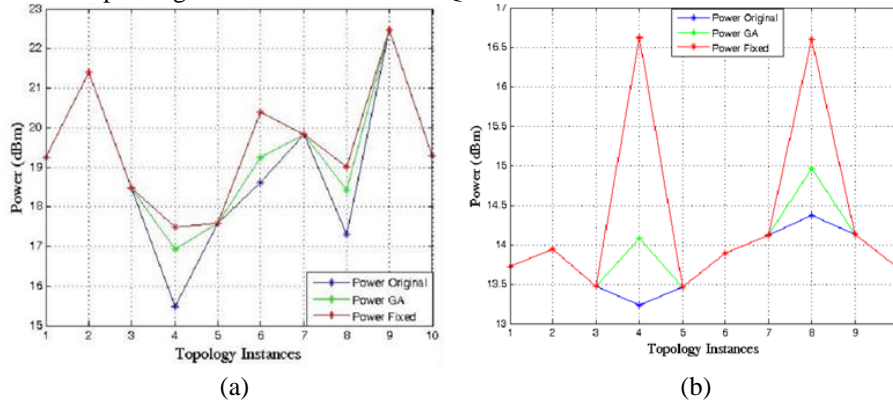 Q
23
22
21
20
19
18
17
16
15
Power (dBm)
1 2 3 4 5 6 7 8 9 10
Topology Instances
Power Original
Power GA
Power Fixed
(a)
17
16.5
16
15.5
15
14.5
14
13.5
13
Power (dBm)
1 2 3 4 5 6 7 8 9
Topology Instances
Power Original
Power GA
Power Fixed
(b)